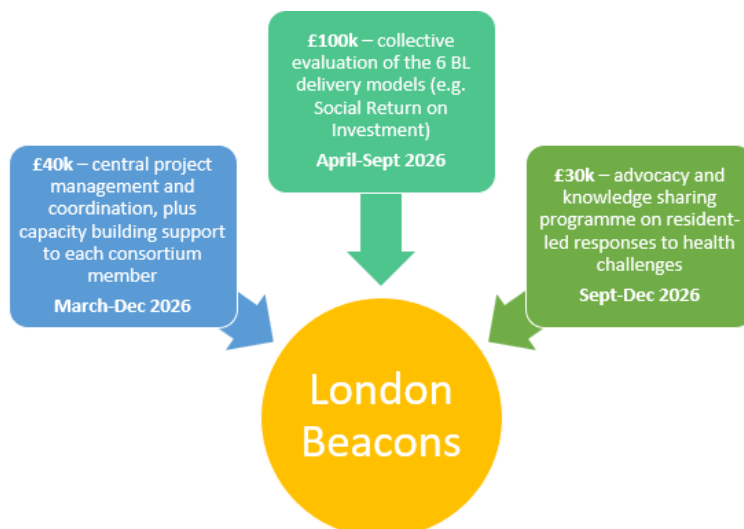 £100k – collective
evaluation of the 6 BL
delivery models (e.g.
Social Return on
Investment)
April-Sept 2026
£40k – central project
management and
coordination, plus
capacity building support
to each consortium
member
March-Dec 2026
£30k – advocacy and
knowledge sharing
programme on resident-
led responses to health
challenges
Sept-Dec 2026
London
Beacons